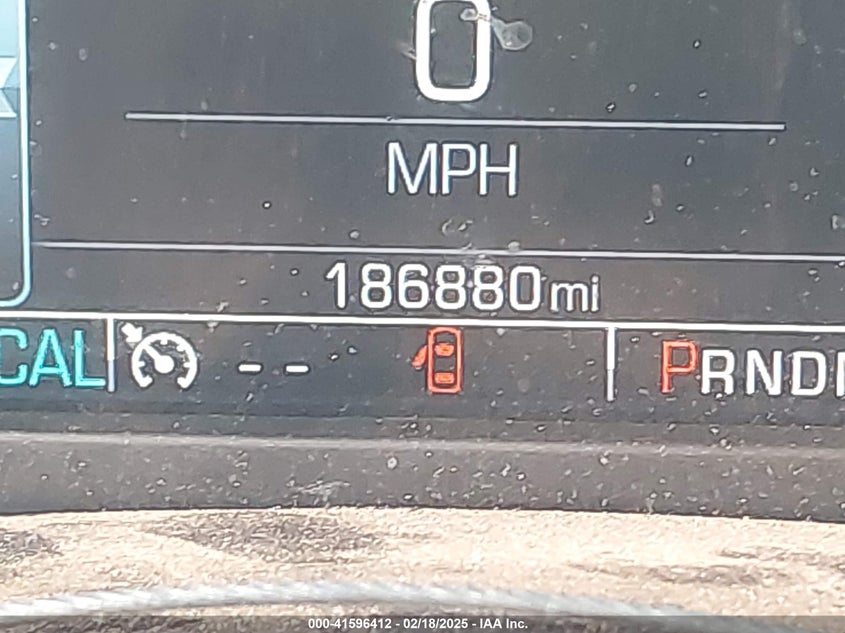 0
MPH
186880mi
CAL -- PRND
000-41596412 - 02/18/2025 - IAA Inc.